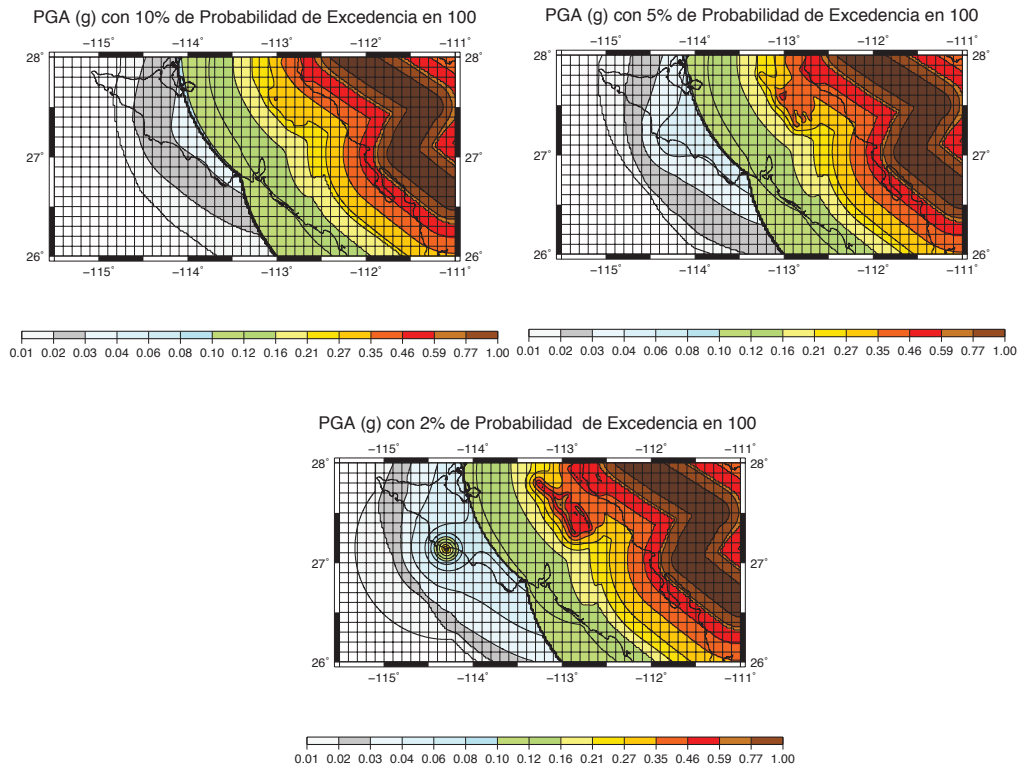 PGA (g) con 10% de Probabilidad de Excedencia en 100
−115˚ −114˚ −113˚ −112˚ −111˚
28˚ 28˚
27˚ 27˚
26˚ 26˚
−115˚ −114˚ −113˚ −112˚ −111˚
0.01 0.02 0.03 0.04 0.06 0.08 0.10 0.12 0.16 0.21 0.27 0.35 0.46 0.59 0.77 1.00
PGA (g) con 5% de Probabilidad de Excedencia en 100
−115˚ −114˚ −113˚ −112˚ −111˚
28˚ 28˚
27˚ 27˚
26˚ 26˚
−115˚ −114˚ −113˚ −112˚ −111˚
0.01 0.02 0.03 0.04 0.06 0.08 0.10 0.12 0.16 0.21 0.27 0.35 0.46 0.59 0.77 1.00
PGA (g) con 2% de Probabilidad de Excedencia en 100
−115˚ −114˚ −113˚ −112˚ −111˚
28˚ 28˚
27˚ 27˚
26˚ 26˚
−115˚ −114˚ −113˚ −112˚ −111˚
0.01 0.02 0.03 0.04 0.06 0.08 0.10 0.12 0.16 0.21 0.27 0.35 0.46 0.59 0.77 1.00